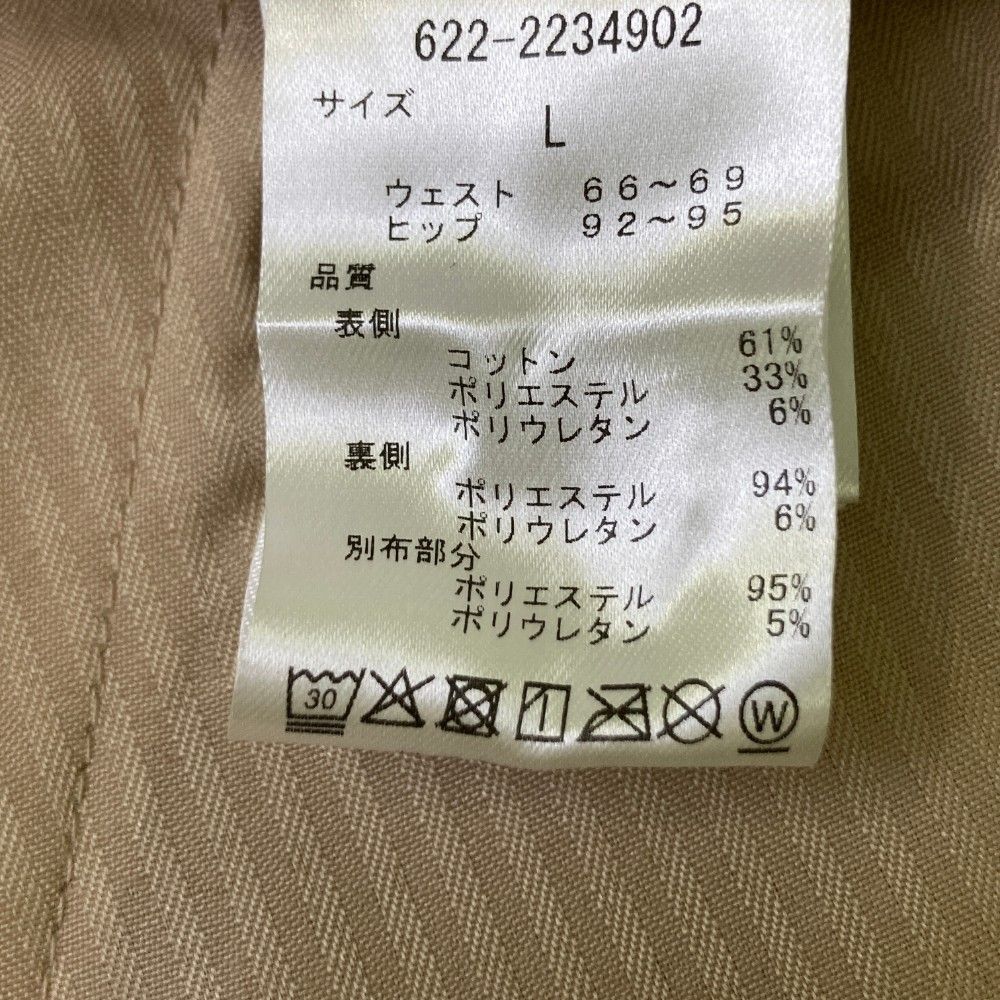 622-2234902
サイズ
L
ウェスト 66～69
ヒップ 92～95
品質
表側
コットン 61%
ポリエステル 33%
ポリウレタン 6%
裏側
ポリエステル 94%
ポリウレタン 6%
別布部分
ポリエステル 95%
ポリウレタン 5%
30 W